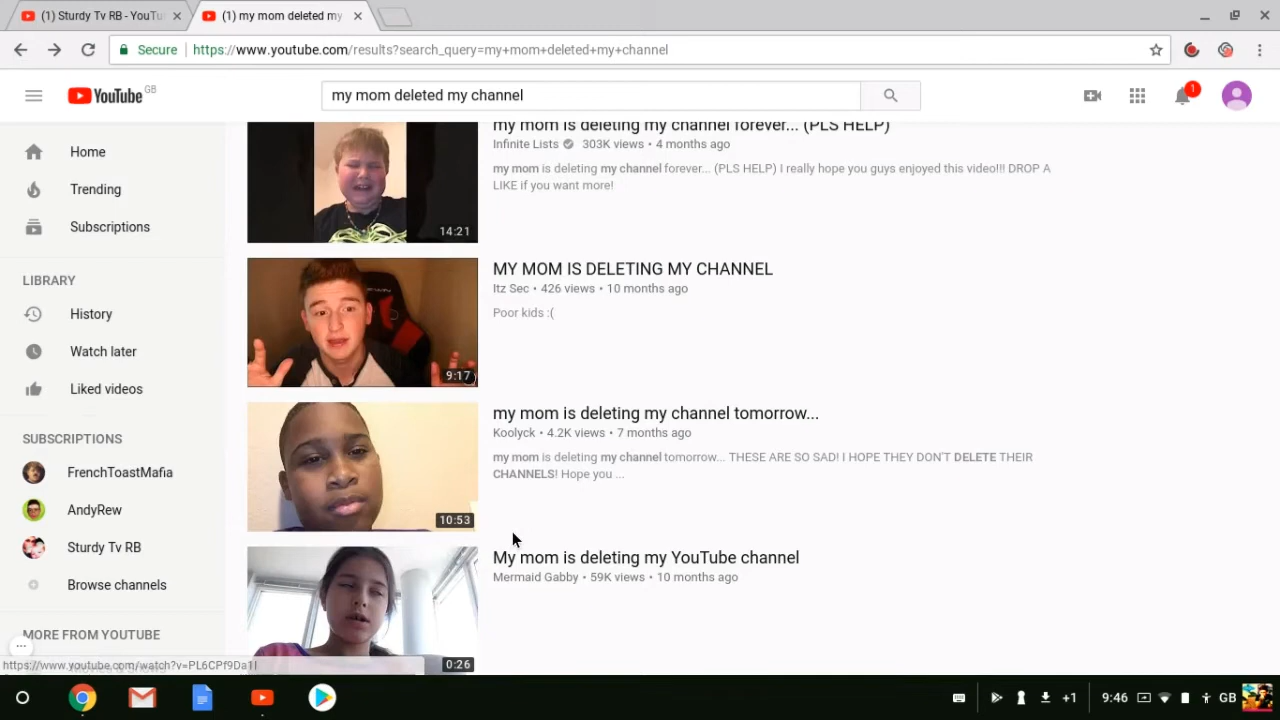 (1) Sturdy Tv RB - YouTu
(1) my mom deleted my
Secure
https://www.youtube.com/results?search_query=my+mom+deleted+my+channel
YouTube GB
my mom deleted my channel
1
Home
Trending
Subscriptions
LIBRARY
History
Watch later
Liked videos
SUBSCRIPTIONS
FrenchToastMafia
AndyRew
Sturdy Tv RB
Browse channels
MORE FROM YOUTUBE
https://www.youtube.com/watch?v=PL6CPf9Da1I
my mom is deleting my channel forever... (PLS HELP)
Infinite Lists 303K views • 4 months ago
my mom is deleting my channel forever... (PLS HELP) I really hope you guys enjoyed this video!!! DROP A
LIKE if you want more!
14:21
MY MOM IS DELETING MY CHANNEL
Itz Sec • 426 views • 10 months ago
Poor kids :(
9:17
my mom is deleting my channel tomorrow...
Koolyck • 4.2K views • 7 months ago
my mom is deleting my channel tomorrow... THESE ARE SO SAD! I HOPE THEY DON'T DELETE THEIR
CHANNELS! Hope you ...
10:53
My mom is deleting my YouTube channel
Mermaid Gabby • 59K views • 10 months ago
0:26
+1
9:46
GB